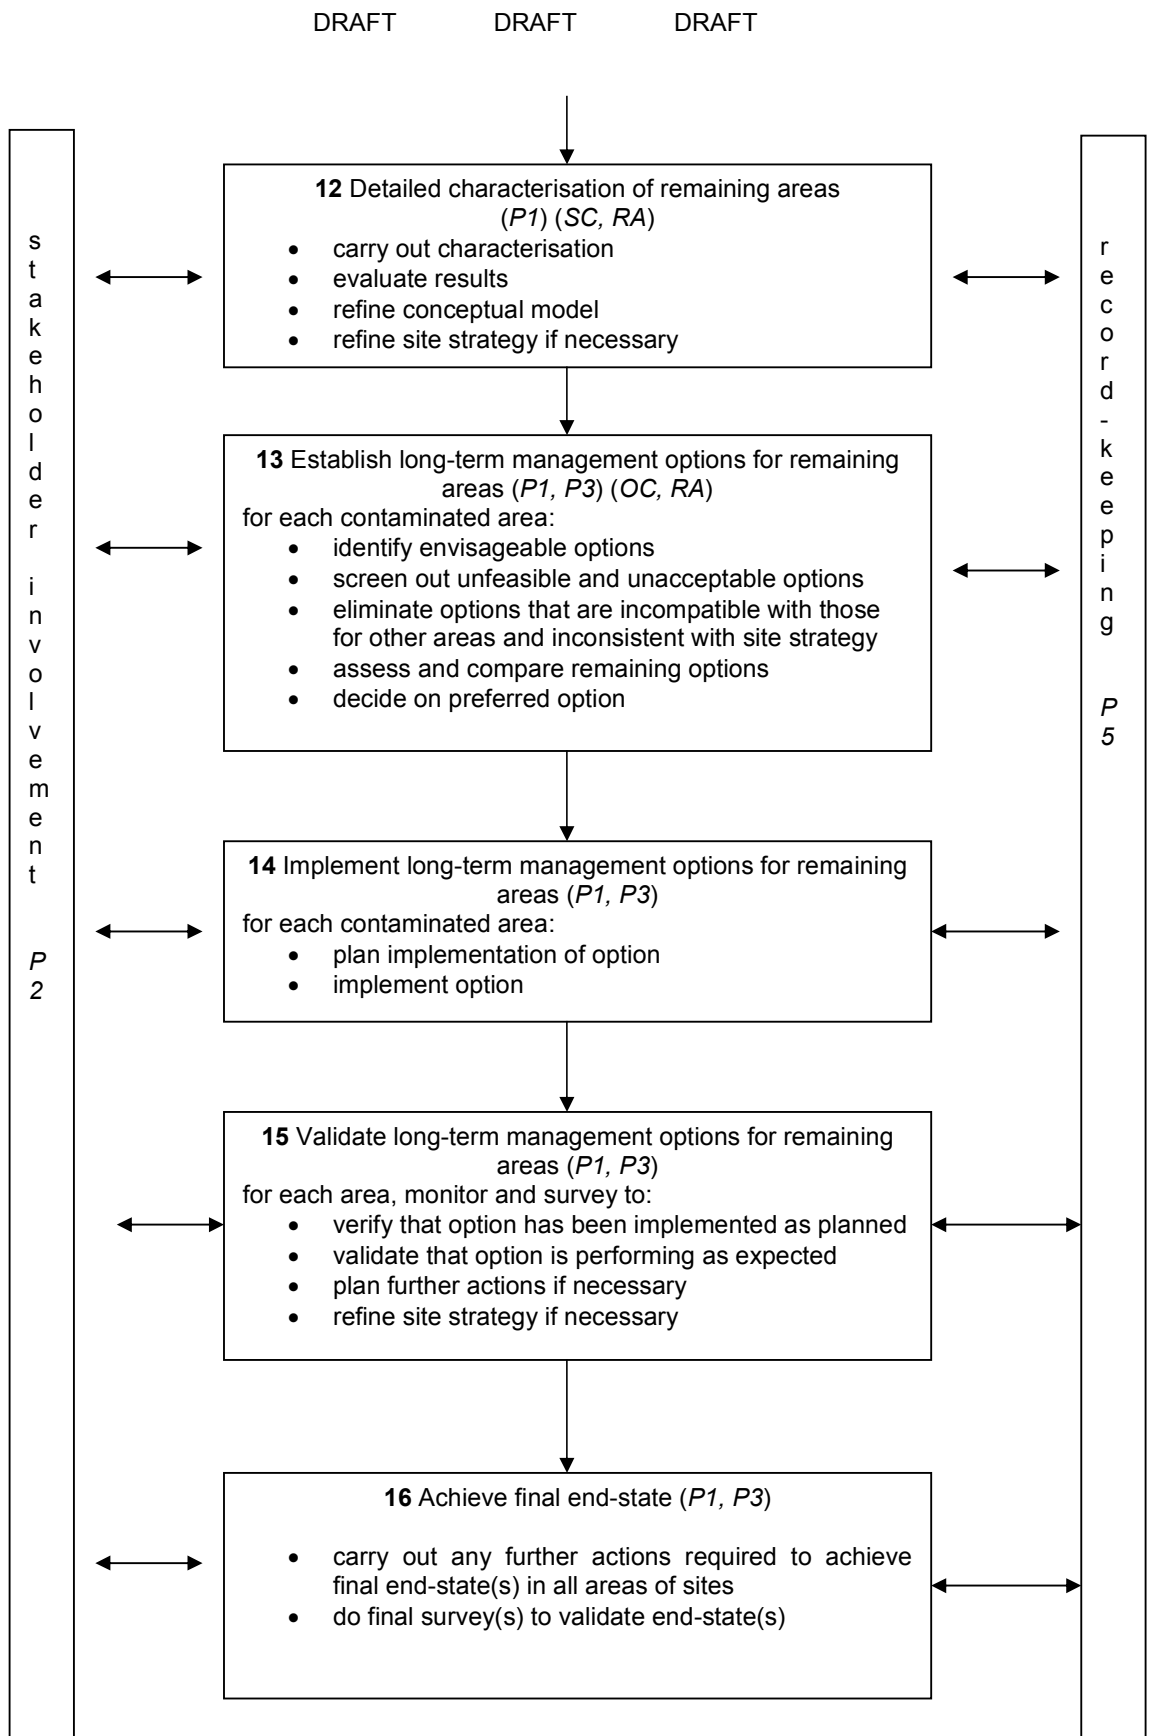 DRAFT DRAFT DRAFT
stakeholder involvement P2
12 Detailed characterisation of remaining areas
(P1) (SC, RA)
• carry out characterisation
• evaluate results
• refine conceptual model
• refine site strategy if necessary
13 Establish long-term management options for remaining
areas (P1, P3) (OC, RA)
for each contaminated area:
• identify envisageable options
• screen out unfeasible and unacceptable options
• eliminate options that are incompatible with those
for other areas and inconsistent with site strategy
• assess and compare remaining options
• decide on preferred option
14 Implement long-term management options for remaining
areas (P1, P3)
for each contaminated area:
• plan implementation of option
• implement option
15 Validate long-term management options for remaining
areas (P1, P3)
for each area, monitor and survey to:
• verify that option has been implemented as planned
• validate that option is performing as expected
• plan further actions if necessary
• refine site strategy if necessary
16 Achieve final end-state (P1, P3)
• carry out any further actions required to achieve
final end-state(s) in all areas of sites
• do final survey(s) to validate end-state(s)
record-keeping P5